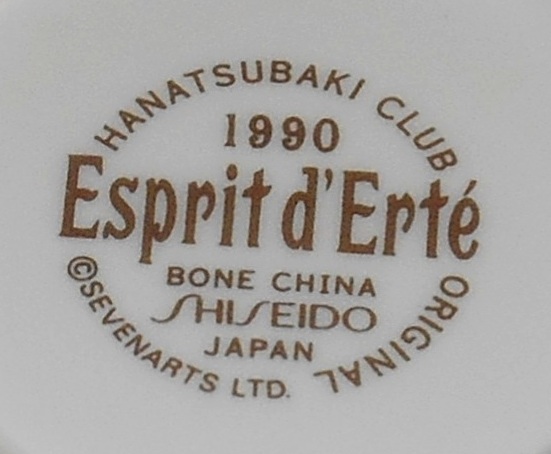 HANATSUBAKI CLUB
1990
Esprit d'Erté
BONE CHINA
SHISEIDO
JAPAN
©SEVENARTS LTD.
ORIGINAL